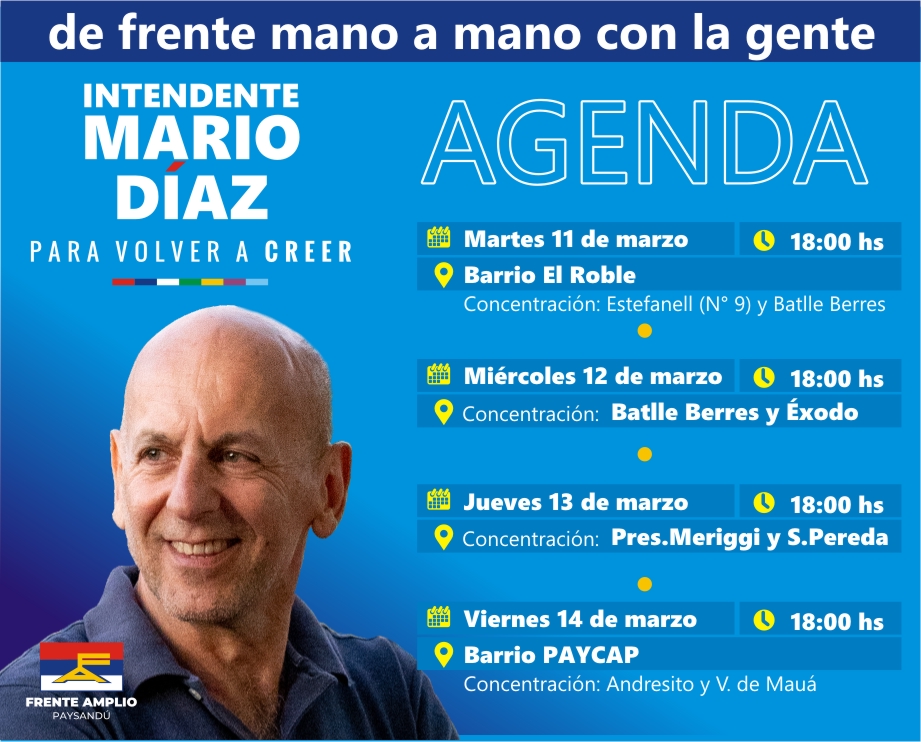 de frente mano a mano con la gente
INTENDENTE
MARIO
DÍAZ
PARA VOLVER A CREER
AGENDA
Martes 11 de marzo 18:00 hs
Barrio El Roble
Concentración: Estefanell (N° 9) y Batlle Berres
Miércoles 12 de marzo 18:00 hs
Concentración: Batlle Berres y Éxodo
Jueves 13 de marzo 18:00 hs
Concentración: Pres.Meriggi y S.Pereda
Viernes 14 de marzo 18:00 hs
Barrio PAYCAP
Concentración: Andresito y V. de Mauá
FRENTE AMPLIO
PAYSANDÚ